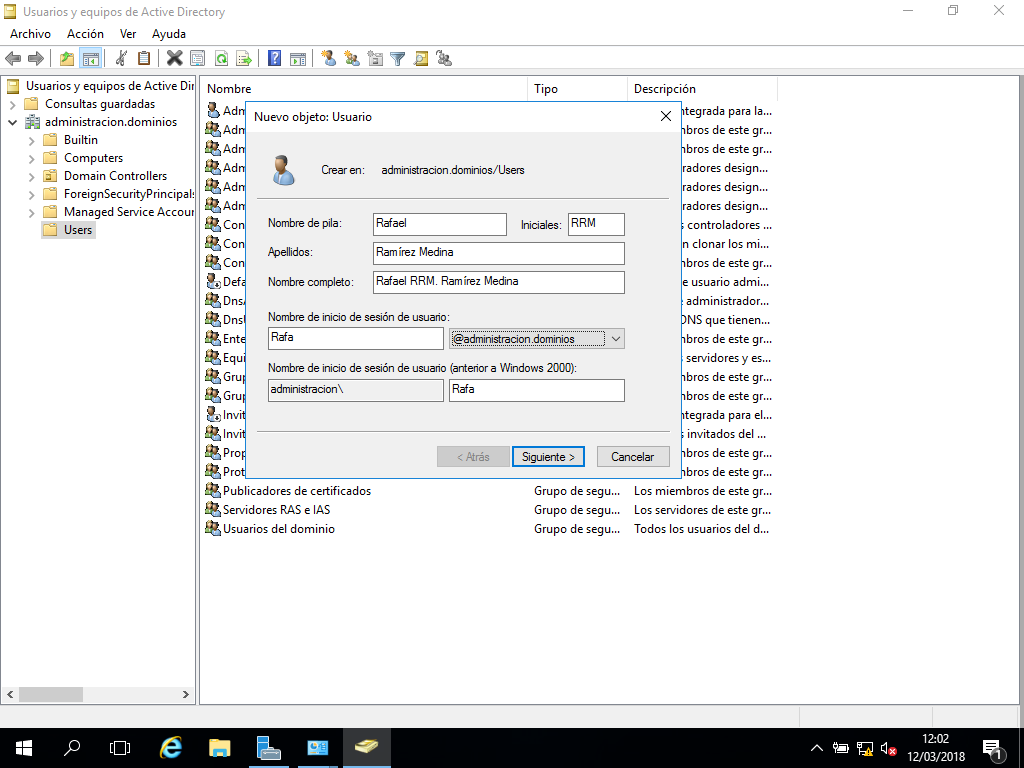 Usuarios y equipos de Active Directory
Archivo Acción Ver Ayuda
Usuarios y equipos de Active Dir
Consultas guardadas
administracion.dominios
Builtin
Computers
Domain Controllers
ForeignSecurityPrincipals
Managed Service Accour
Users
Nombre Tipo Descripción
Adm ntegrada para la...
Adm mbros de este gr...
Adm mbros de este gr...
Adm radores design...
Adm radores design...
Adm radores design...
Con s controladores ...
Con n clonar los mi...
Con mbros de este gr...
Defa e usuario admi...
Dns administrador...
Dns DNS que tienen...
Ente mbros de este gr...
Equi s servidores y es...
Gru mbros de este gr...
Gru mbros de este gr...
Invit ntegrada para el...
Invit s invitados del ...
Prop mbros de este gr...
Prot mbros de este gr...
Publicadores de certificados Grupo de segu... Los miembros de este gr...
Servidores RAS e IAS Grupo de segu... Los servidores de este gr...
Usuarios del dominio Grupo de segu... Todos los usuarios del d...
Nuevo objeto: Usuario
Crear en: administracion.dominios/Users
Nombre de pila: Rafael Iniciales: RRM
Apellidos: Ramírez Medina
Nombre completo: Rafael RRM. Ramírez Medina
Nombre de inicio de sesión de usuario:
Rafa @administracion.dominios
Nombre de inicio de sesión de usuario (anterior a Windows 2000):
administracion\ Rafa
< Atrás Siguiente > Cancelar
12:02
12/03/2018
1